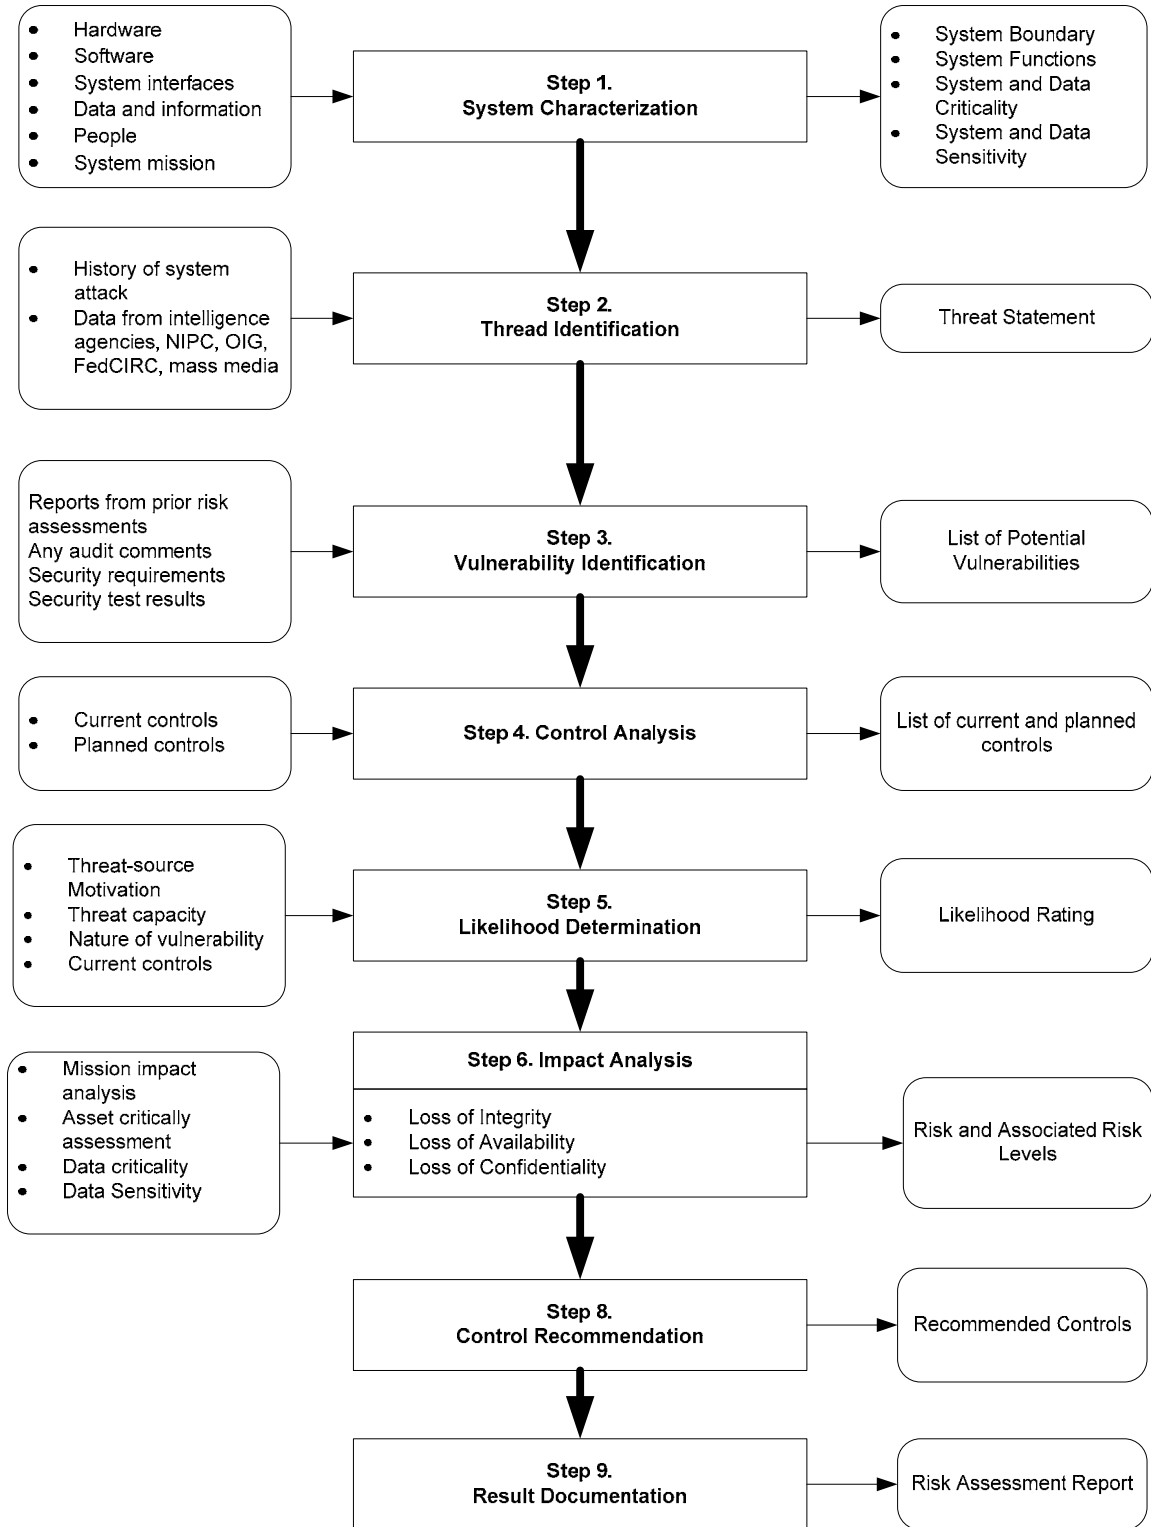 • Hardware
• Software
• System interfaces
• Data and information
• People
• System mission
Step 1.
System Characterization
• System Boundary
• System Functions
• System and Data
Criticality
• System and Data
Sensitivity
• History of system
attack
• Data from intelligence
agencies, NIPC, OIG,
FedCIRC, mass media
Step 2.
Thread Identification
Threat Statement
Reports from prior risk
assessments
Any audit comments
Security requirements
Security test results
Step 3.
Vulnerability Identification
List of Potential
Vulnerabilities
• Current controls
• Planned controls
Step 4. Control Analysis
List of current and planned
controls
• Threat-source
Motivation
• Threat capacity
• Nature of vulnerability
• Current controls
Step 5.
Likelihood Determination
Likelihood Rating
• Mission impact
analysis
• Asset critically
assessment
• Data criticality
• Data Sensitivity
Step 6. Impact Analysis
• Loss of Integrity
• Loss of Availability
• Loss of Confidentiality
Risk and Associated Risk
Levels
Step 8.
Control Recommendation
Recommended Controls
Step 9.
Result Documentation
Risk Assessment Report